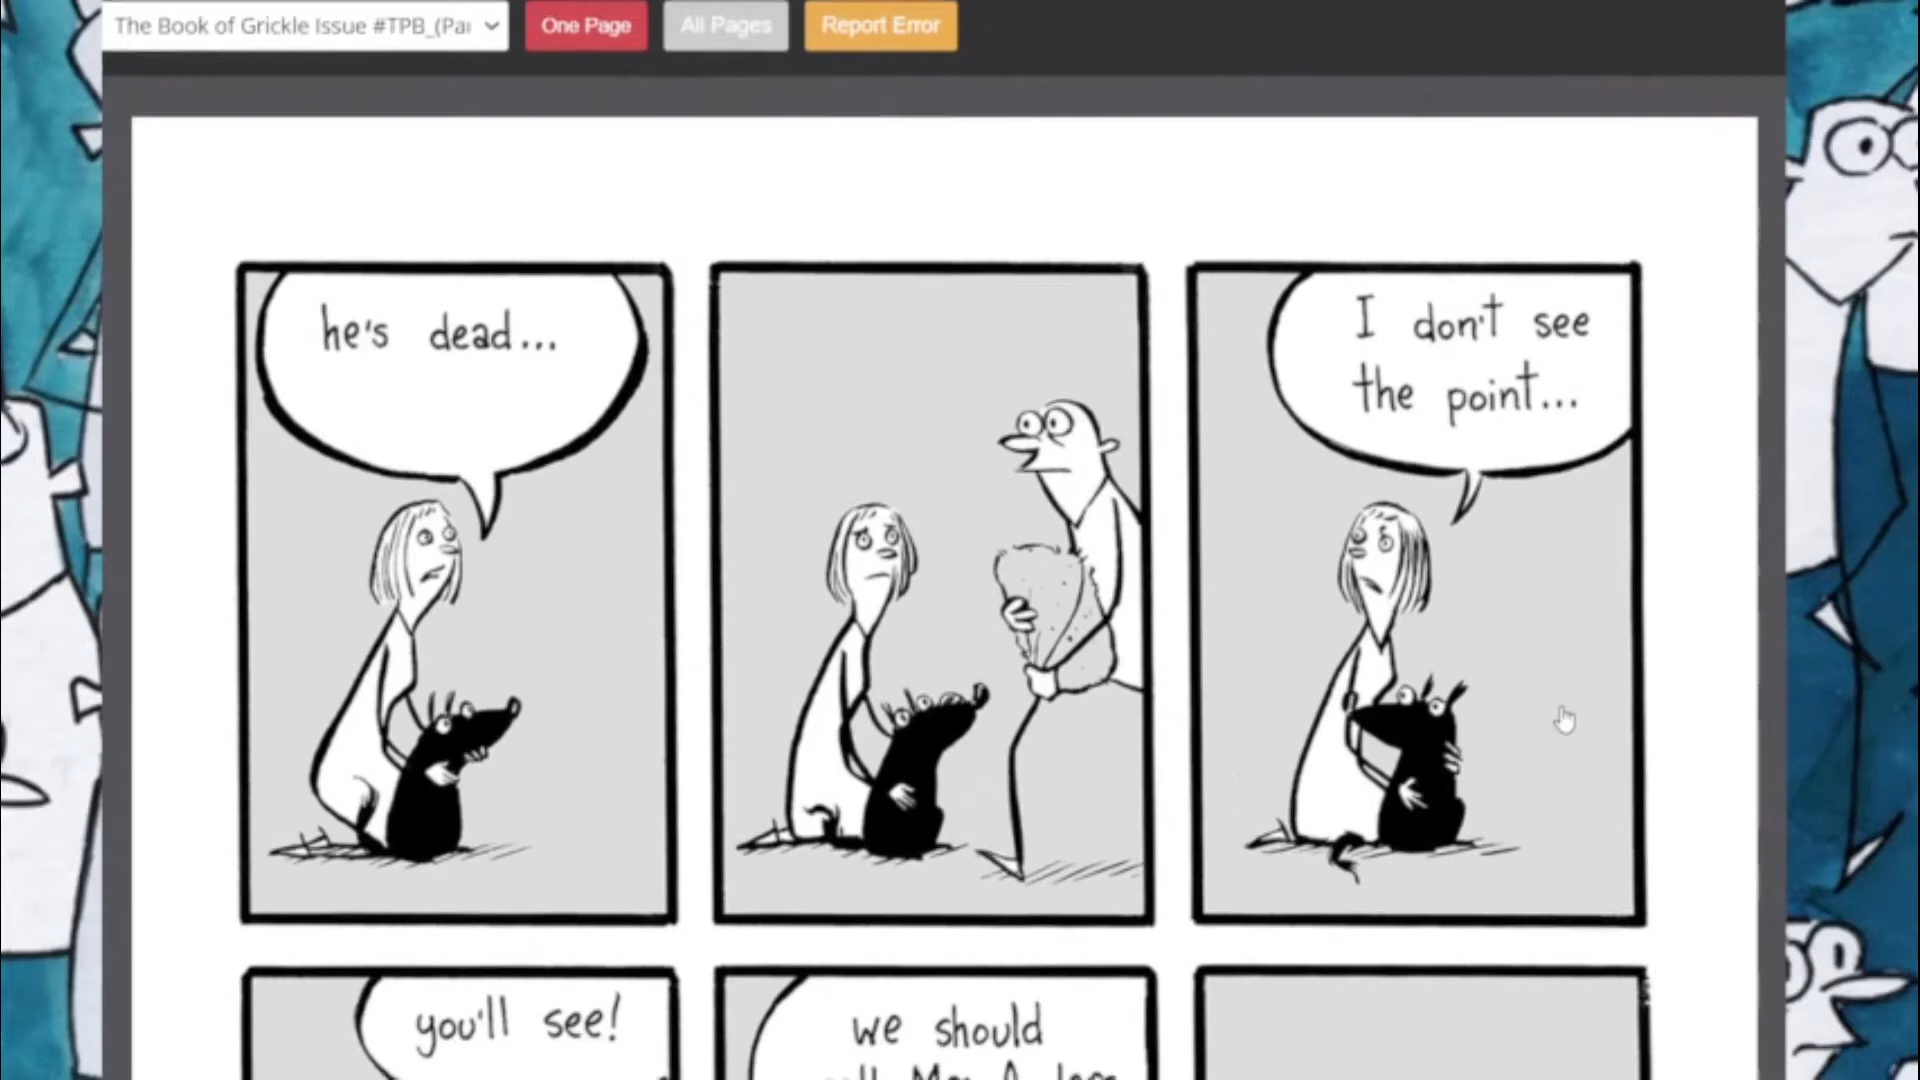 The Book of Grickle Issue #TPB_(Pa
One Page
All Pages
Report Error
he's dead...
I don't see
the point...
you'll see!
we should